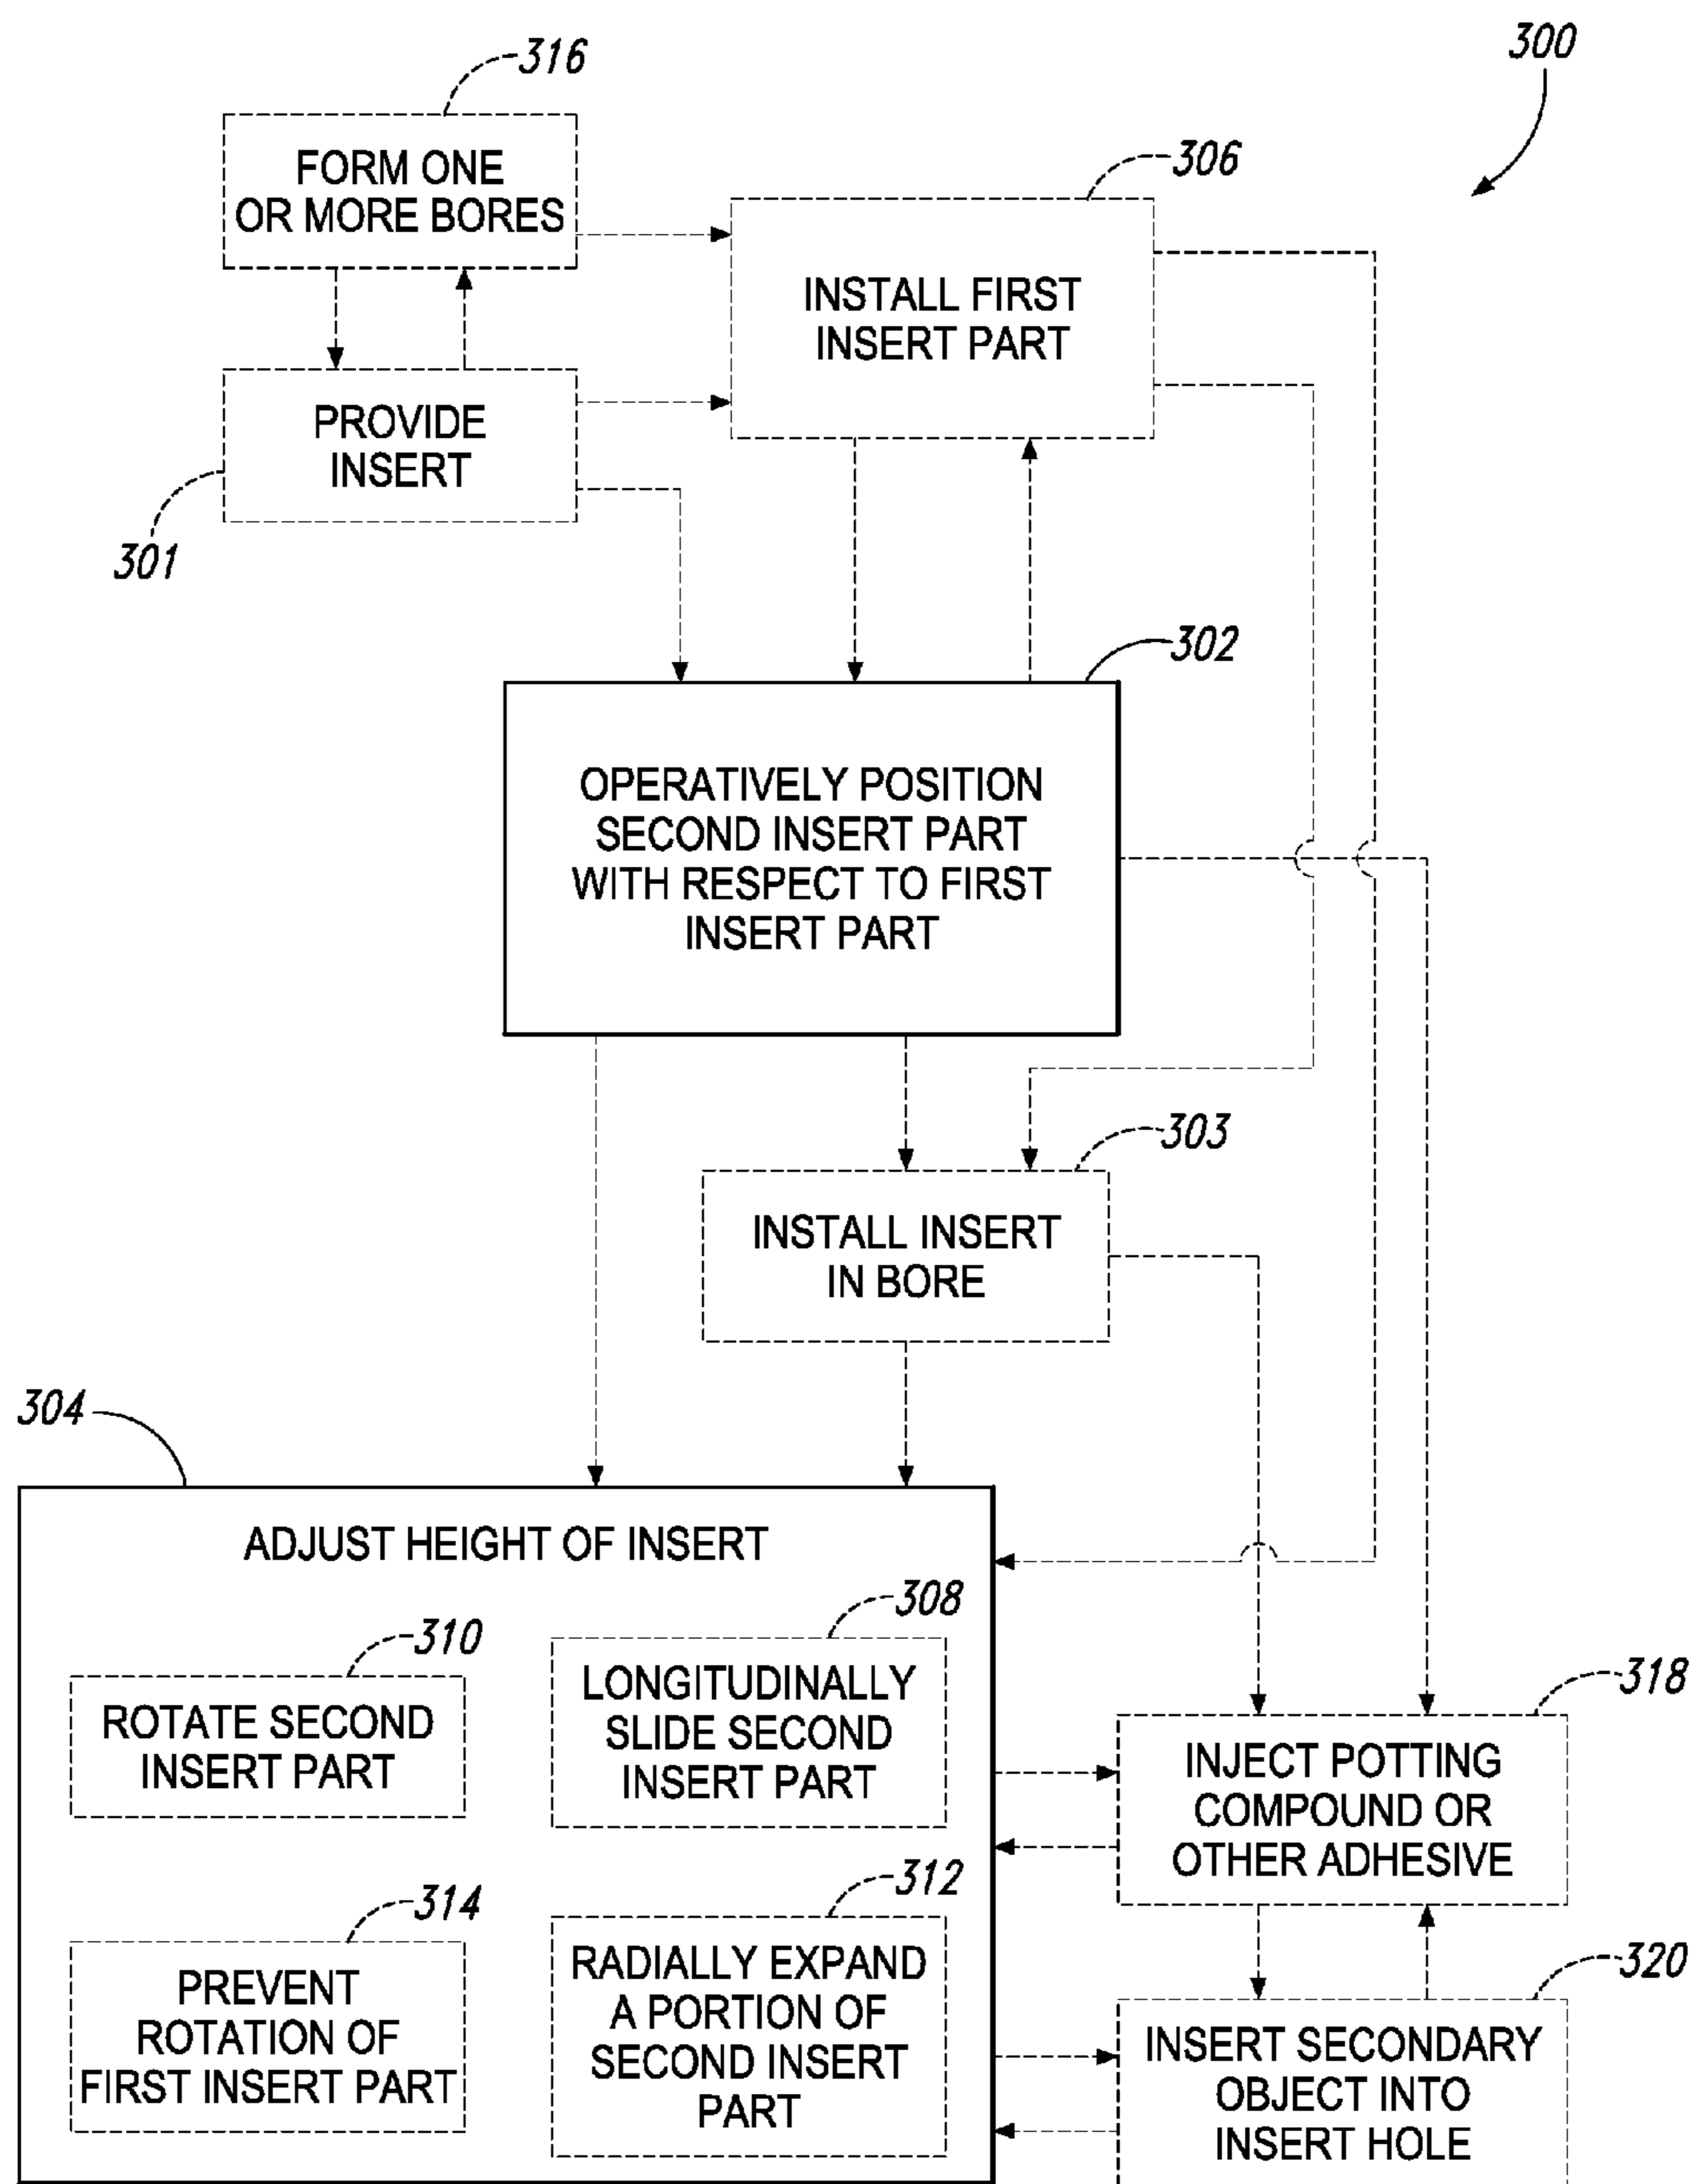 300
316
FORM ONE
OR MORE BORES
306
INSTALL FIRST
INSERT PART
PROVIDE
INSERT
301
302
OPERATIVELY POSITION
SECOND INSERT PART
WITH RESPECT TO FIRST
INSERT PART
303
INSTALL INSERT
IN BORE
304
ADJUST HEIGHT OF INSERT
310
ROTATE SECOND
INSERT PART
308
LONGITUDINALLY
SLIDE SECOND
INSERT PART
314
PREVENT
ROTATION OF
FIRST INSERT PART
312
RADIALLY EXPAND
A PORTION OF
SECOND INSERT
PART
318
INJECT POTTING
COMPOUND OR
OTHER ADHESIVE
320
INSERT SECONDARY
OBJECT INTO
INSERT HOLE